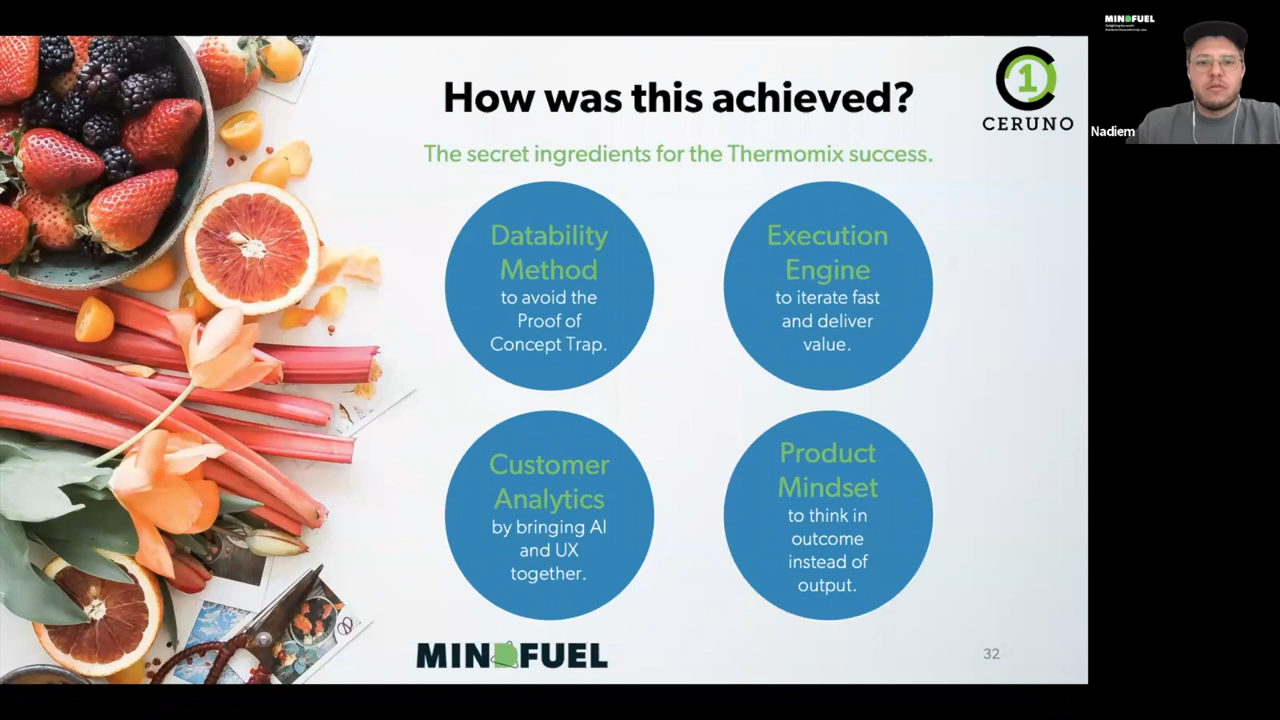 How was this achieved?
The secret ingredients for the Thermomix success.
1
CERUNO
Datability
Method
to avoid the
Proof of
Concept Trap.
Execution
Engine
to iterate fast
and deliver
value.
Customer
Analytics
by bringing AI
and UX
together.
Product
Mindset
to think in
outcome
instead of
output.
MINDFUEL
32
MINDFUEL
Nadiem